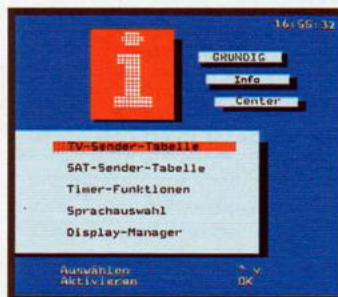 16:55:32
i
GRUNDIG
Info
Center
TV-Sender-Tabelle
SAT-Sender-Tabelle
Timer-Funktionen
Sprachauswahl
Display-Manager
Auswählen ^ v
Aktivieren OK